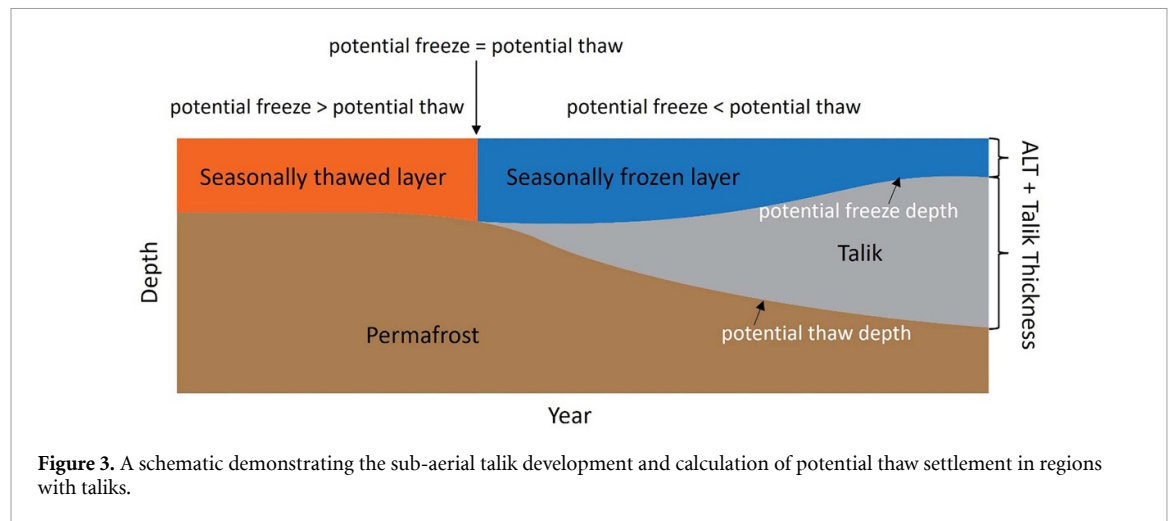 potential freeze = potential thaw
potential freeze > potential thaw
potential freeze < potential thaw
Seasonally thawed layer
Seasonally frozen layer
potential freeze depth
Talik
potential thaw depth
Permafrost
Depth
ALT + Talik Thickness
Year
Figure 3. A schematic demonstrating the sub-aerial talik development and calculation of potential thaw settlement in regions
with taliks.